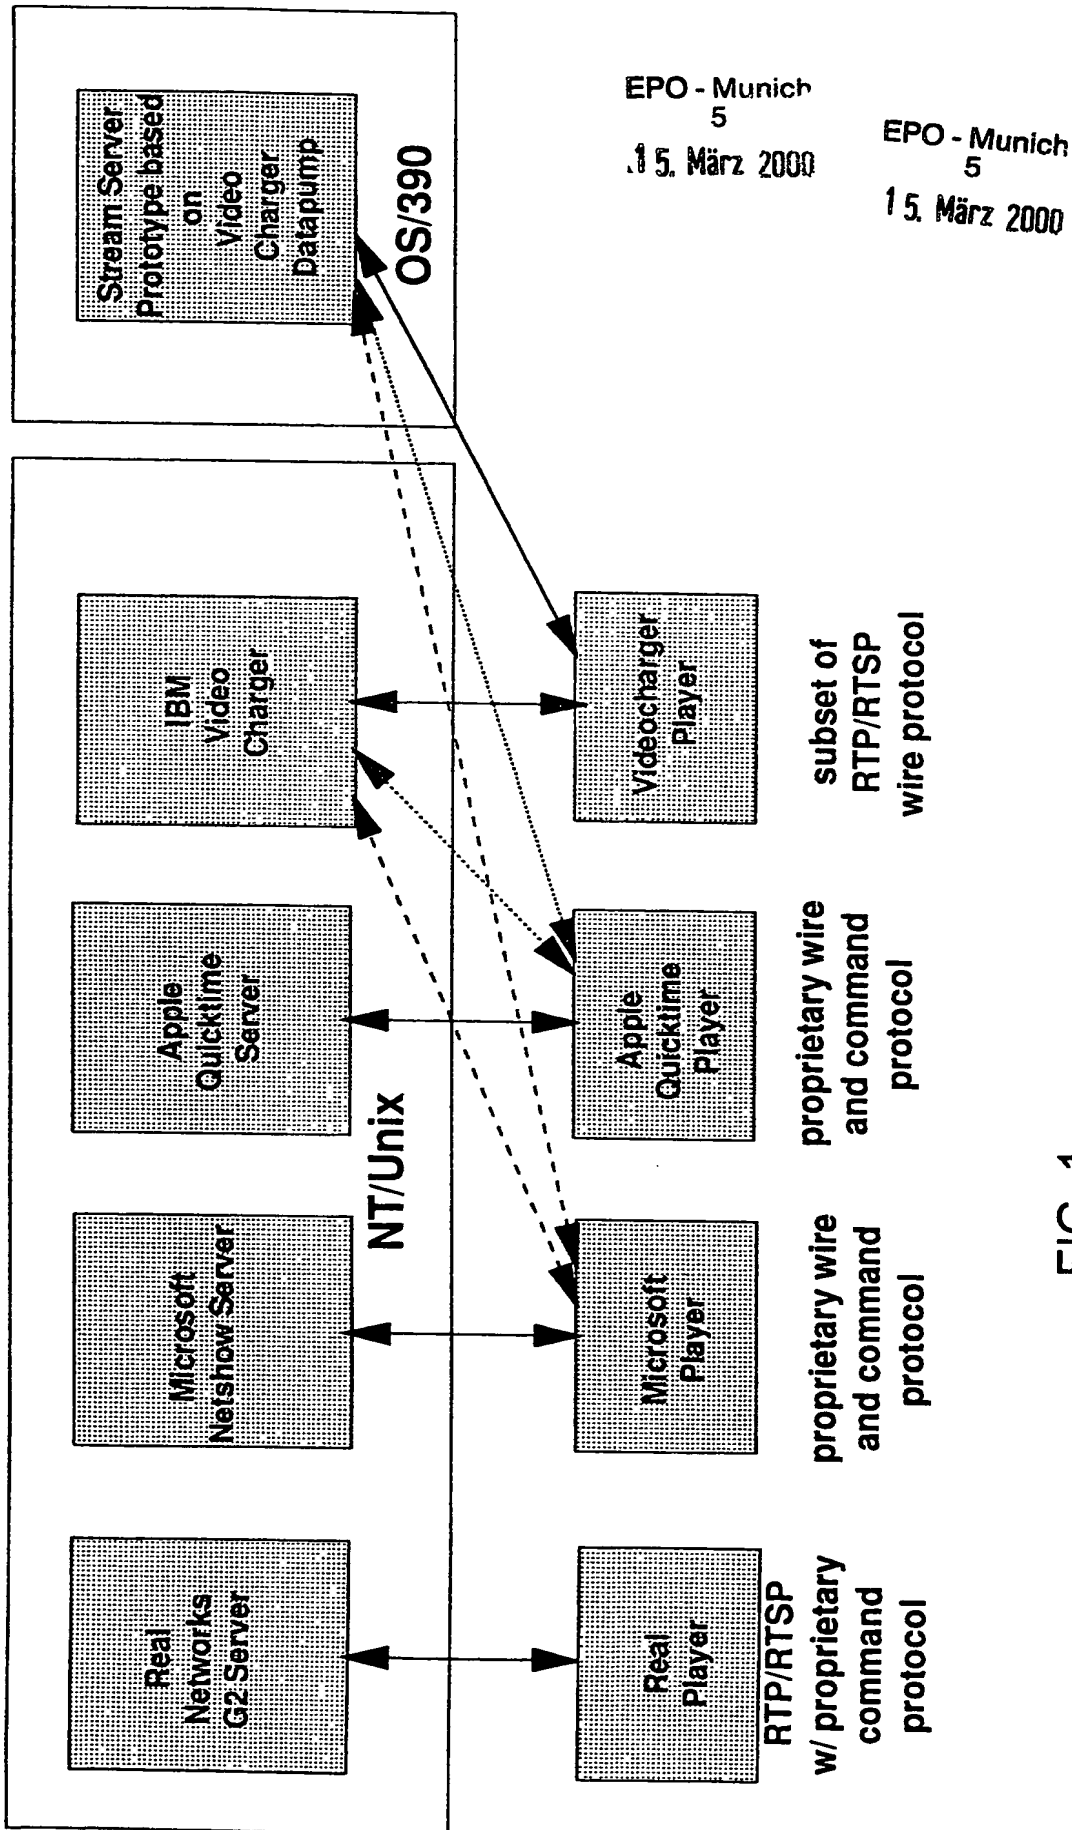 Real
Networks
G2 Server
Microsoft
Netshow Server
Apple
Quicktime
Server
IBM
Video
Charger
NT/Unix
Stream Server
Prototype based
on
Video
Charger
Datapump
OS/390
Real
Player
Microsoft
Player
Apple
Quicktime
Player
Videocharger
Player
RTP/RTSP
w/ proprietary
command
protocol
proprietary wire
and command
protocol
proprietary wire
and command
protocol
subset of
RTP/RTSP
wire protocol
EPO - Munich
5
15. März 2000
EPO - Munich
5
15. März 2000
FIG. 1